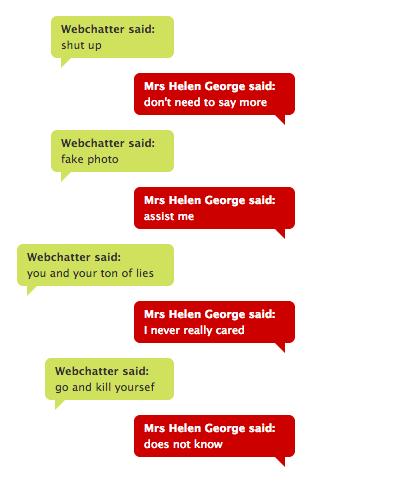 Webchatter said:
shut up
Mrs Helen George said:
don't need to say more
Webchatter said:
fake photo
Mrs Helen George said:
assist me
Webchatter said:
you and your ton of lies
Mrs Helen George said:
I never really cared
Webchatter said:
go and kill yoursef
Mrs Helen George said:
does not know